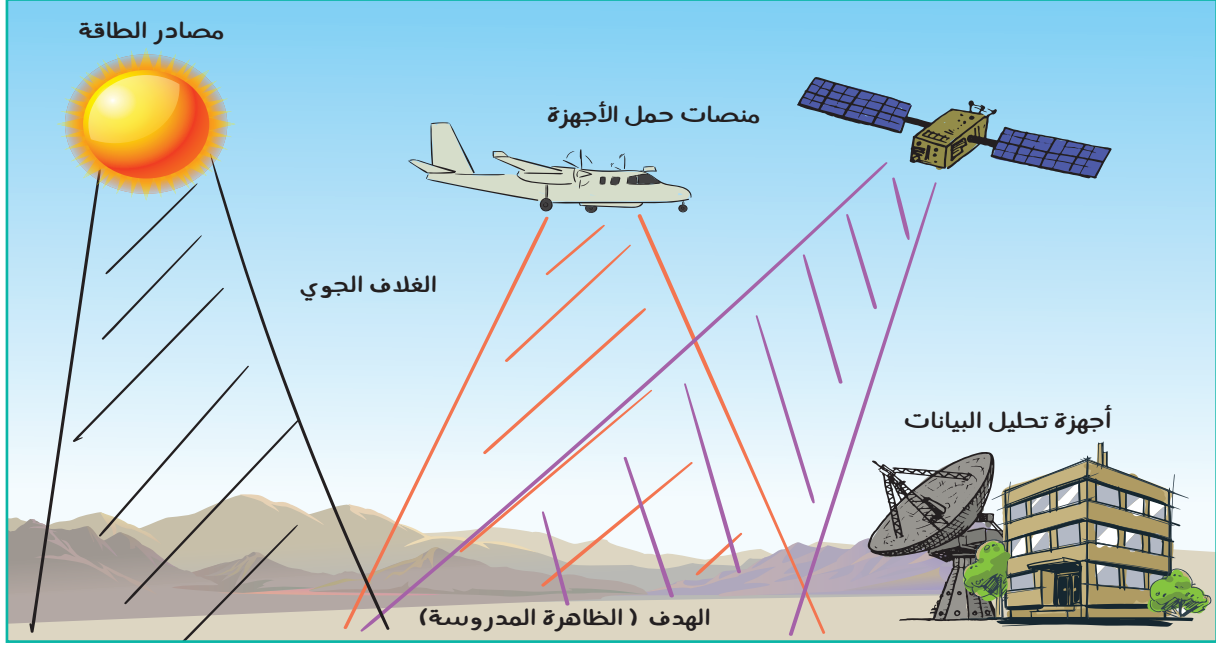 مصادر الطاقة
منصات حمل الأجهزة
الغلاف الجوي
أجهزة تحليل البيانات
الهدف ( الظاهرة المدروسة)